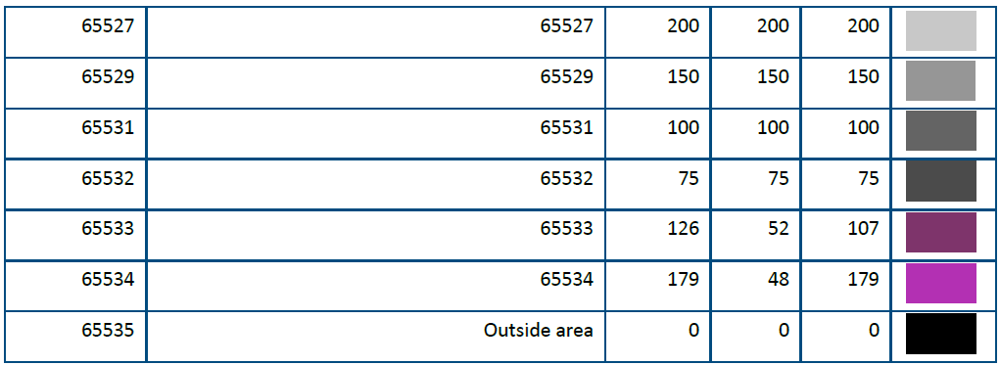 65527 65527 200 200 200
65529 65529 150 150 150
65531 65531 100 100 100
65532 65532 75 75 75
65533 65533 126 52 107
65534 65534 179 48 179
65535 Outside area 0 0 0